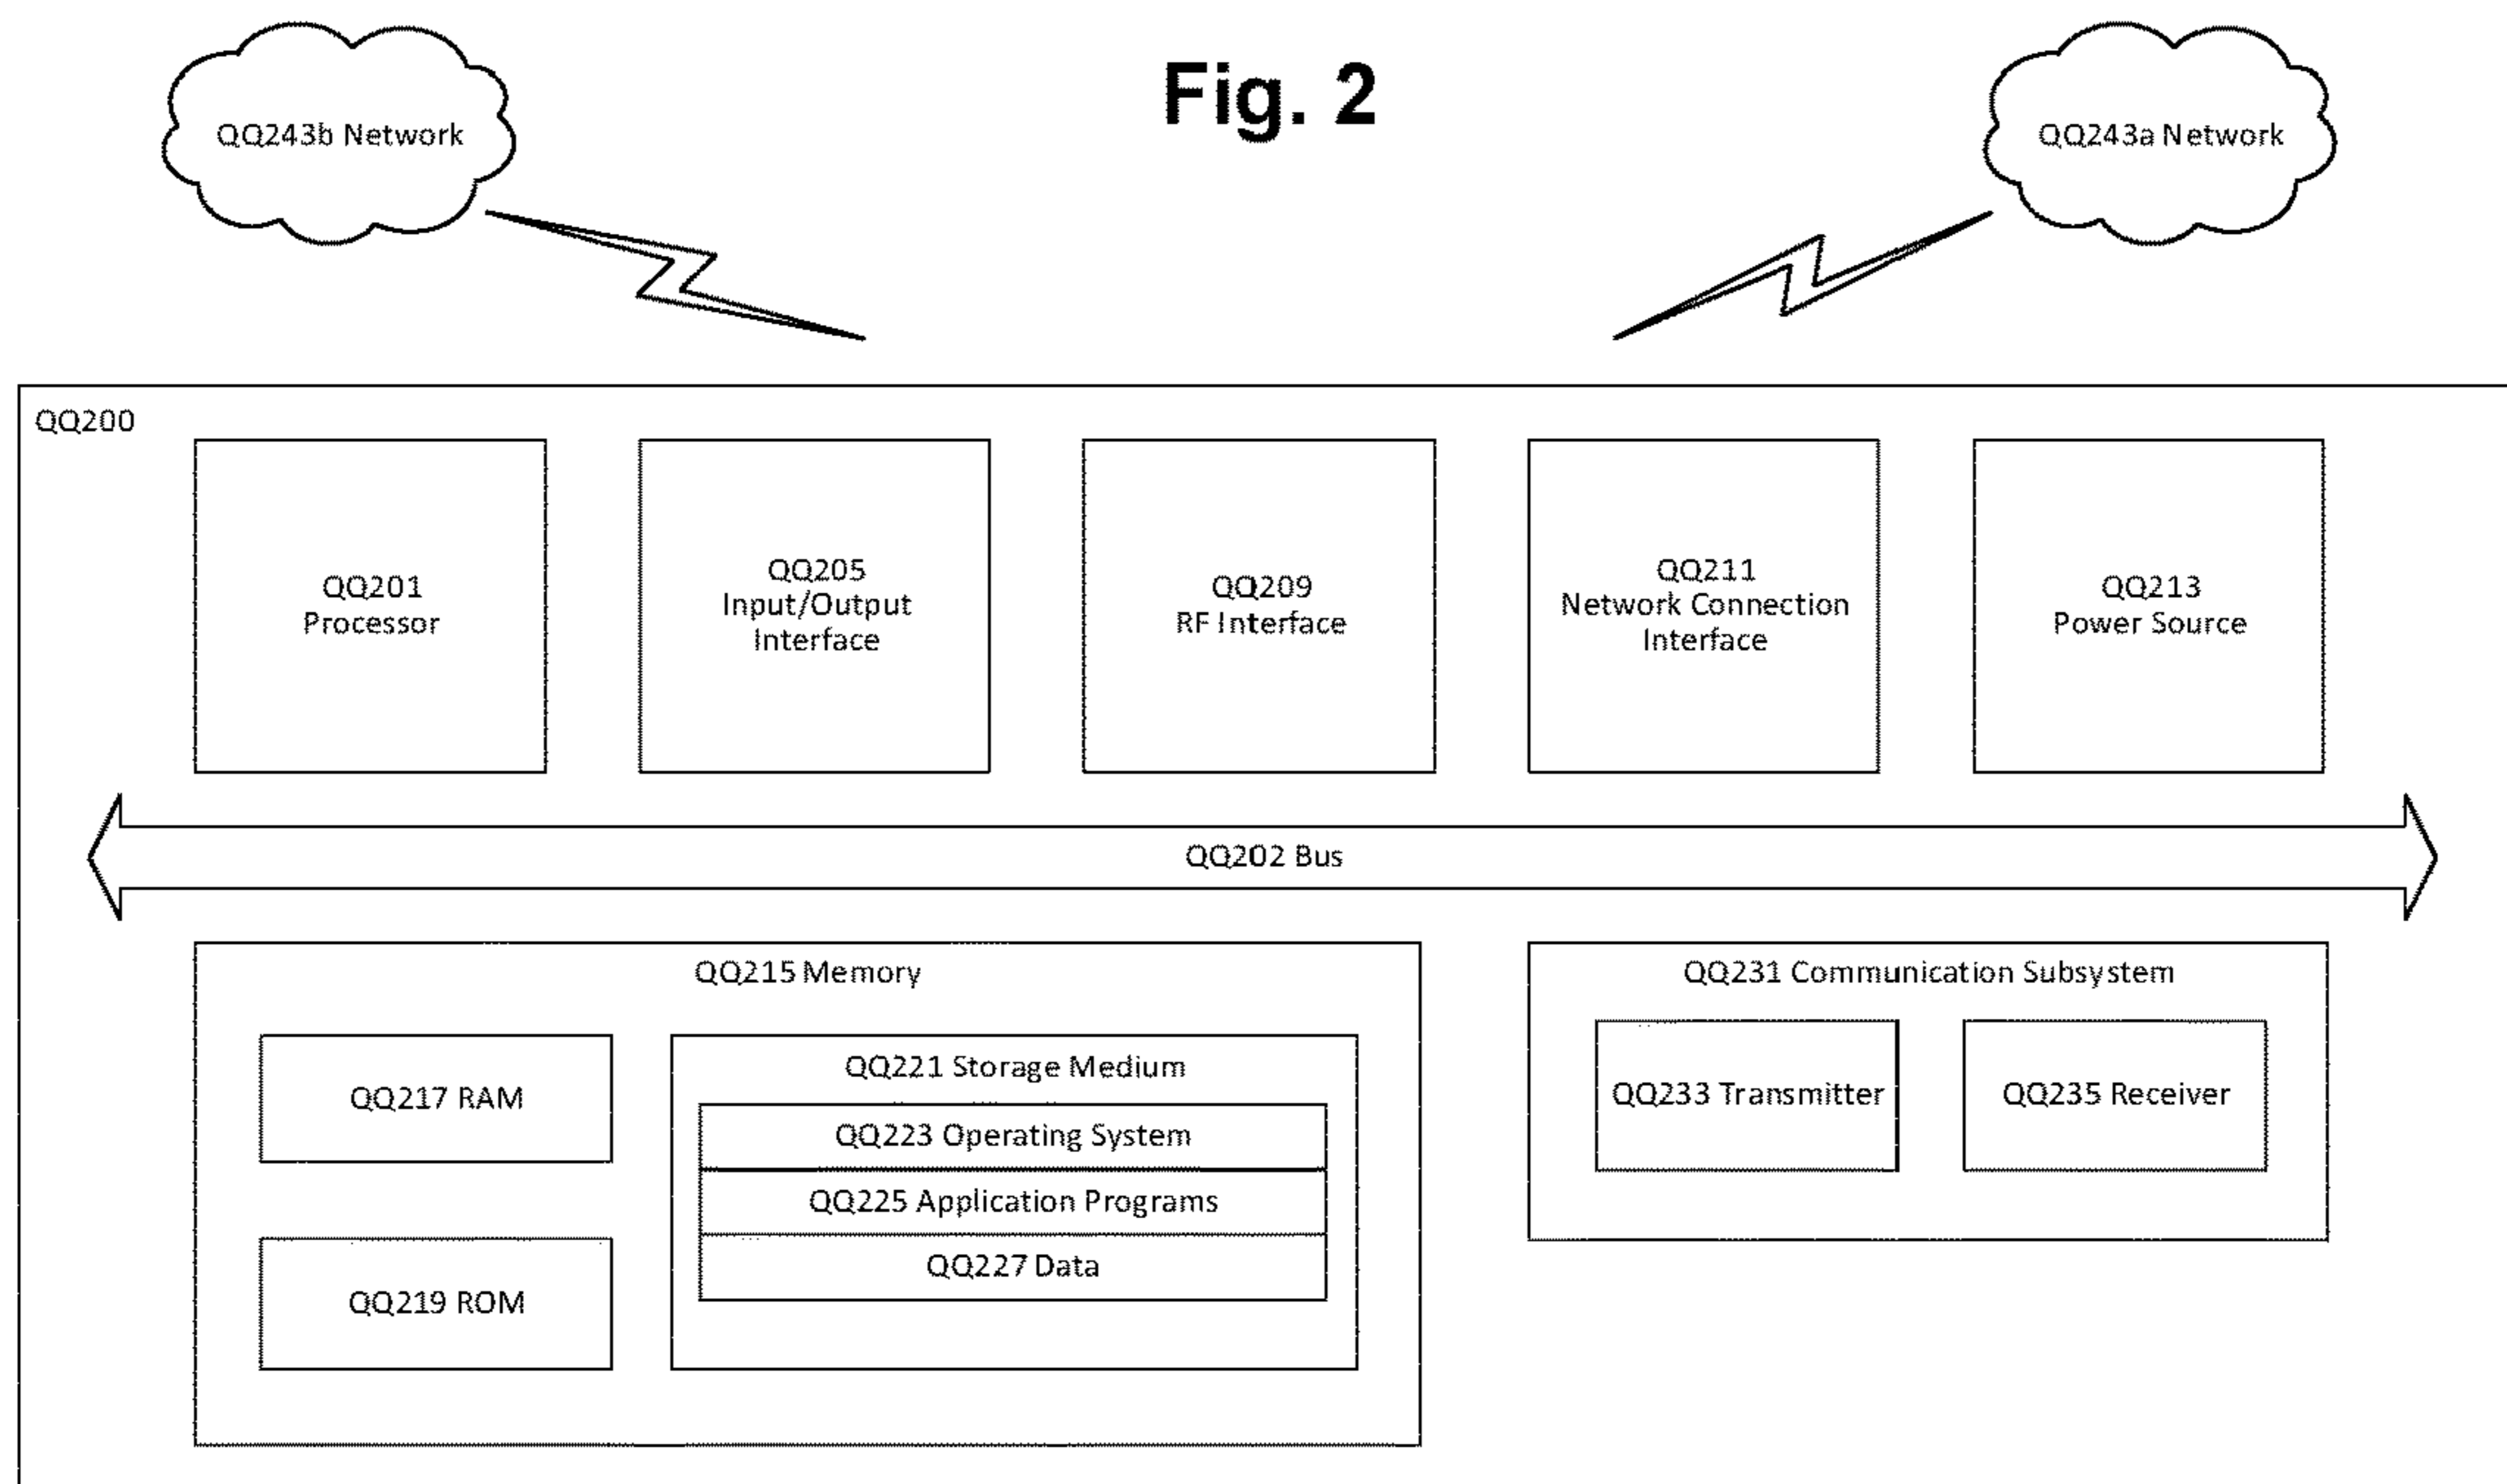 Fig. 2
QQ243b Network
QQ243a Network
QQ200
QQ201
Processor
QQ205
Input/Output
Interface
QQ209
RF Interface
QQ211
Network Connection
Interface
QQ213
Power Source
QQ202 Bus
QQ215 Memory
QQ217 RAM
QQ219 ROM
QQ221 Storage Medium
QQ223 Operating System
QQ225 Application Programs
QQ227 Data
QQ231 Communication Subsystem
QQ233 Transmitter
QQ235 Receiver